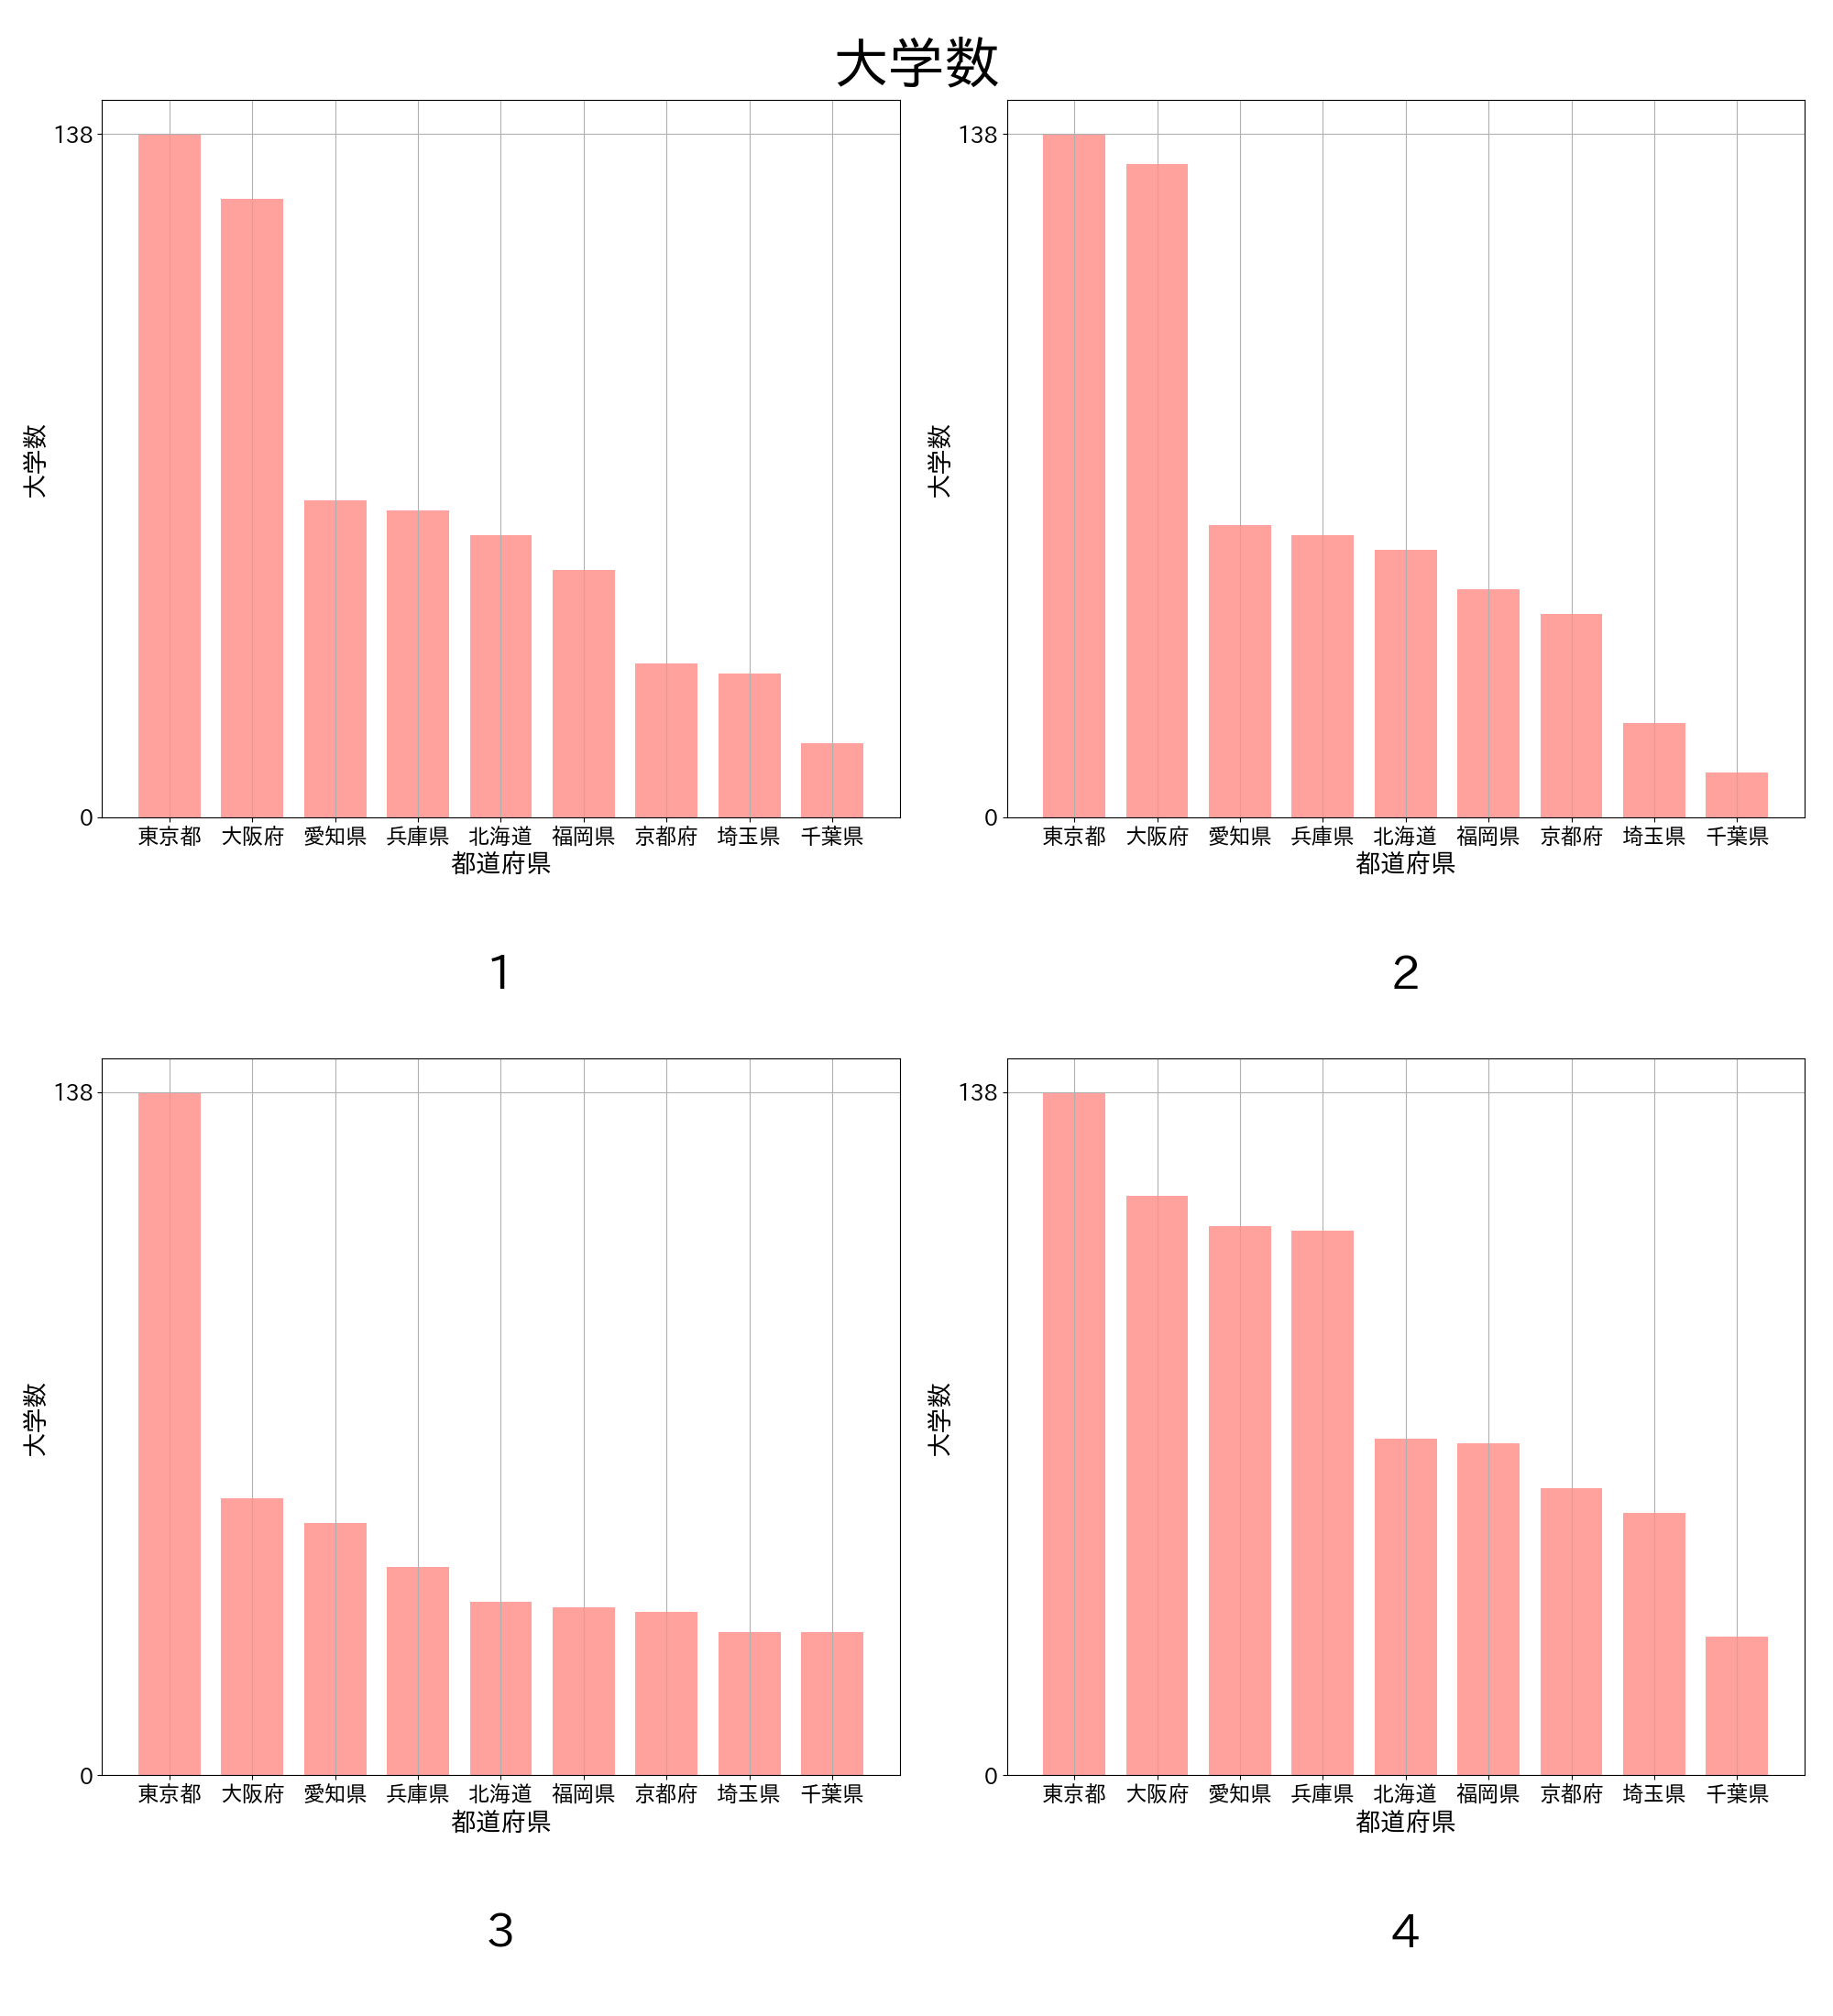 大学数
138
0
大学数
東京都 大阪府 愛知県 兵庫県 北海道 福岡県 京都府 埼玉県 千葉県
都道府県
1
138
0
大学数
東京都 大阪府 愛知県 兵庫県 北海道 福岡県 京都府 埼玉県 千葉県
都道府県
2
138
0
大学数
東京都 大阪府 愛知県 兵庫県 北海道 福岡県 京都府 埼玉県 千葉県
都道府県
3
138
0
大学数
東京都 大阪府 愛知県 兵庫県 北海道 福岡県 京都府 埼玉県 千葉県
都道府県
4